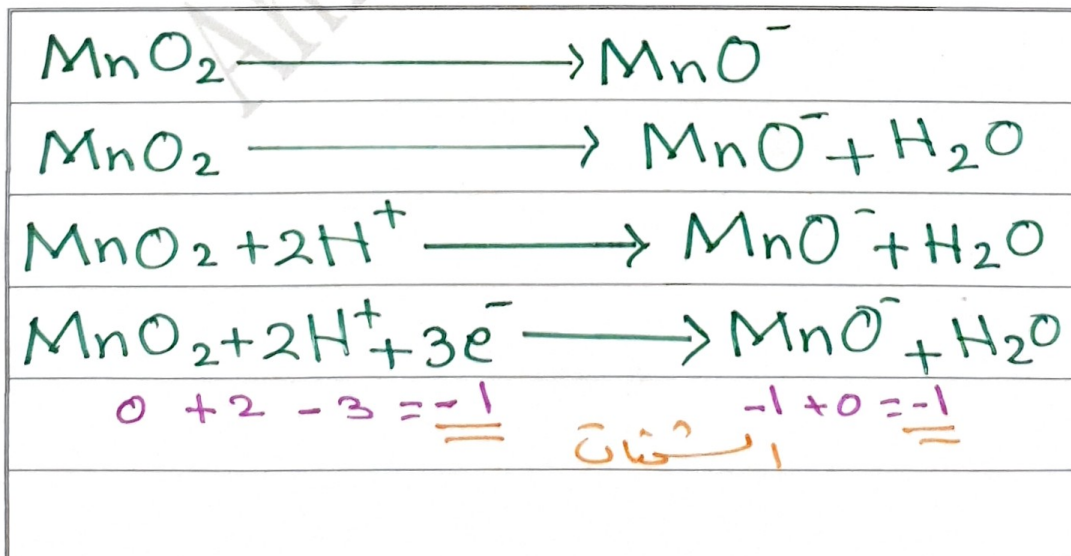 MnO₂ → MnO⁻
MnO₂ → MnO⁻ + H₂O
MnO₂ + 2H⁺ → MnO⁻ + H₂O
MnO₂ + 2H⁺ + 3e⁻ → MnO⁻ + H₂O
0 + 2 - 3 = -1 -1 + 0 = -1
الشحنات